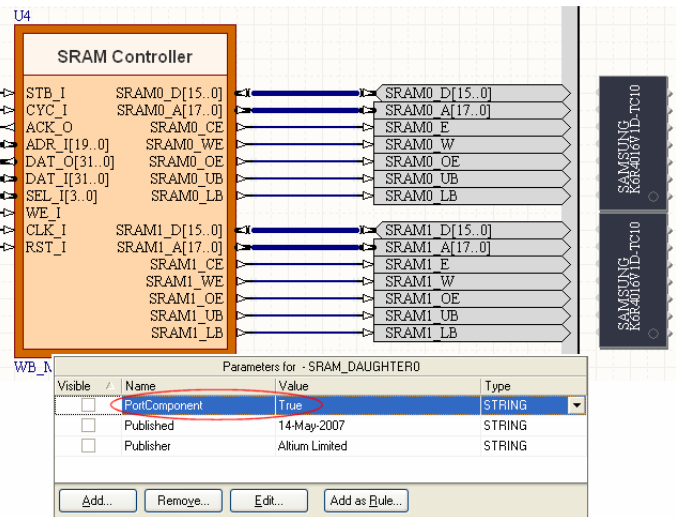 U4
SRAM Controller
STB_I SRAM0_D[15..0] SRAM0_D[15..0]
CYC_I SRAM0_A[17..0] SRAM0_A[17..0]
ACK_O SRAM0_CE SRAM0_E
ADR_I[19..0] SRAM0_WE SRAM0_W
DAT_O[31..0] SRAM0_OE SRAM0_OE
DAT_I[31..0] SRAM0_UB SRAM0_UB
SEL_I[3..0] SRAM0_LB SRAM0_LB
WE_I
CLK_I SRAM1_D[15..0] SRAM1_D[15..0]
RST_I SRAM1_A[17..0] SRAM1_A[17..0]
SRAM1_CE SRAM1_E
SRAM1_WE SRAM1_W
SRAM1_OE SRAM1_OE
SRAM1_UB SRAM1_UB
SRAM1_LB SRAM1_LB
SAMSUNG
K6R4016V1D-TC10
SAMSUNG
K6R4016V1D-TC10
WB_M
Parameters for - SRAM_DAUGHTER0
Visible Name Value Type
PortComponent True STRING
Published 14-May-2007 STRING
Publisher Altium Limited STRING
Add... Remove... Edit... Add as Rule...